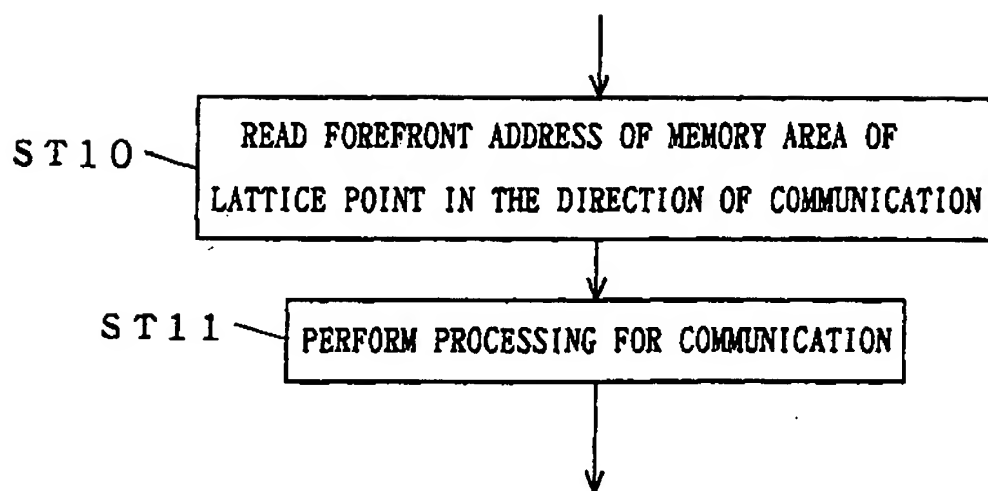 READ FOREFRONT ADDRESS OF MEMORY AREA OF
ST10
LATTICE POINT IN THE DIRECTION OF COMMUNICATION
ST11
PERFORM PROCESSING FOR COMMUNICATION